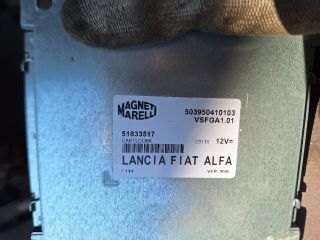 MAGNETI
MARELLI
503950410103
VSFGA1.01
51833517
12V=
LANCIA FIAT ALFA